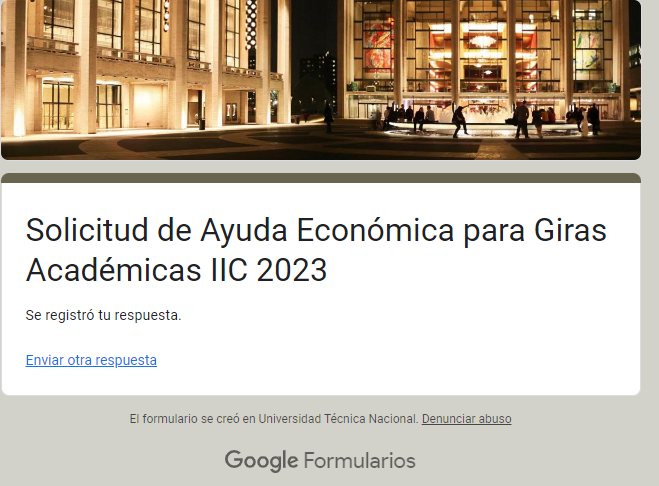 Solicitud de Ayuda Económica para Giras
Académicas IIC 2023
Se registró tu respuesta.
Enviar otra respuesta
El formulario se creó en Universidad Técnica Nacional. Denunciar abuso
Google Formularios